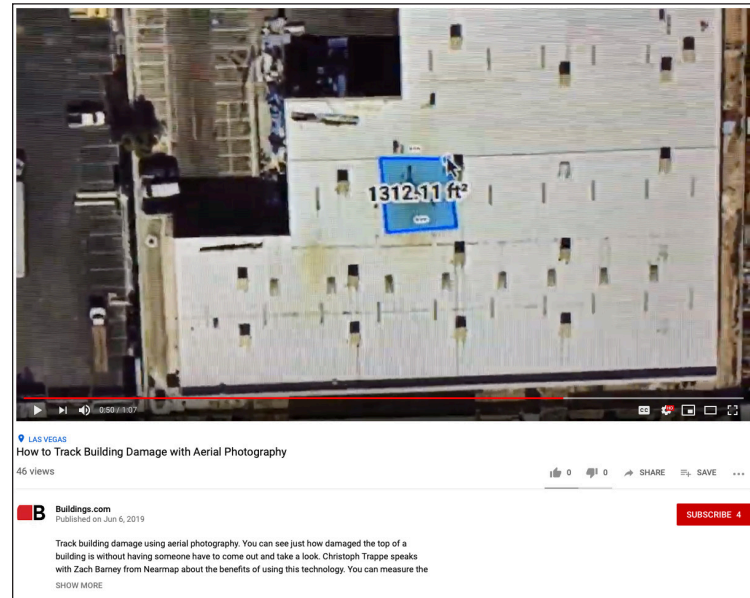 1312.11 ft²
0:50 / 1:07
CC
HD
LAS VEGAS
How to Track Building Damage with Aerial Photography
46 views
0
0
SHARE
SAVE
B
Buildings.com
Published on Jun 6, 2019
SUBSCRIBE 4
Track building damage using aerial photography. You can see just how damaged the top of a
building is without having someone have to come out and take a look. Christoph Trappe speaks
with Zach Barney from Nearmap about the benefits of using this technology. You can measure the
SHOW MORE